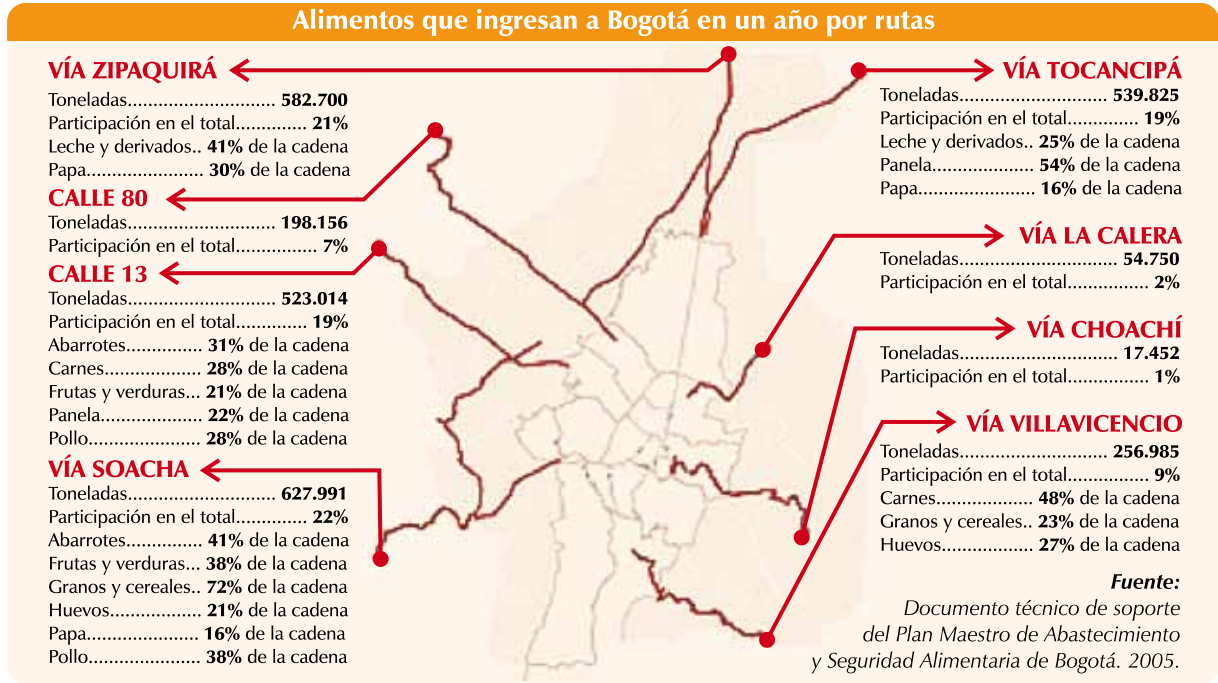 Alimentos que ingresan a Bogotá en un año por rutas
VÍA ZIPAQUIRÁ
Toneladas............................ 582.700
Participación en el total............. 21%
Leche y derivados.. 41% de la cadena
Papa........................ 30% de la cadena
CALLE 80
Toneladas............................ 198.156
Participación en el total............... 7%
CALLE 13
Toneladas............................ 523.014
Participación en el total............. 19%
Abarrotes............... 31% de la cadena
Carnes................... 28% de la cadena
Frutas y verduras... 21% de la cadena
Panela.................... 22% de la cadena
Pollo...................... 28% de la cadena
VÍA SOACHA
Toneladas............................ 627.991
Participación en el total............. 22%
Abarrotes............... 41% de la cadena
Frutas y verduras... 38% de la cadena
Granos y cereales.. 72% de la cadena
Huevos.................. 21% de la cadena
Papa....................... 16% de la cadena
Pollo...................... 38% de la cadena
VÍA TOCANCIPÁ
Toneladas............................ 539.825
Participación en el total............. 19%
Leche y derivados.. 25% de la cadena
Panela.................... 54% de la cadena
Papa........................ 16% de la cadena
VÍA LA CALERA
Toneladas.............................. 54.750
Participación en el total............... 2%
VÍA CHOACHÍ
Toneladas.............................. 17.452
Participación en el total............... 1%
VÍA VILLAVICENCIO
Toneladas............................ 256.985
Participación en el total............... 9%
Carnes................... 48% de la cadena
Granos y cereales.. 23% de la cadena
Huevos.................. 27% de la cadena
Fuente:
Documento técnico de soporte
del Plan Maestro de Abastecimiento
y Seguridad Alimentaria de Bogotá. 2005.